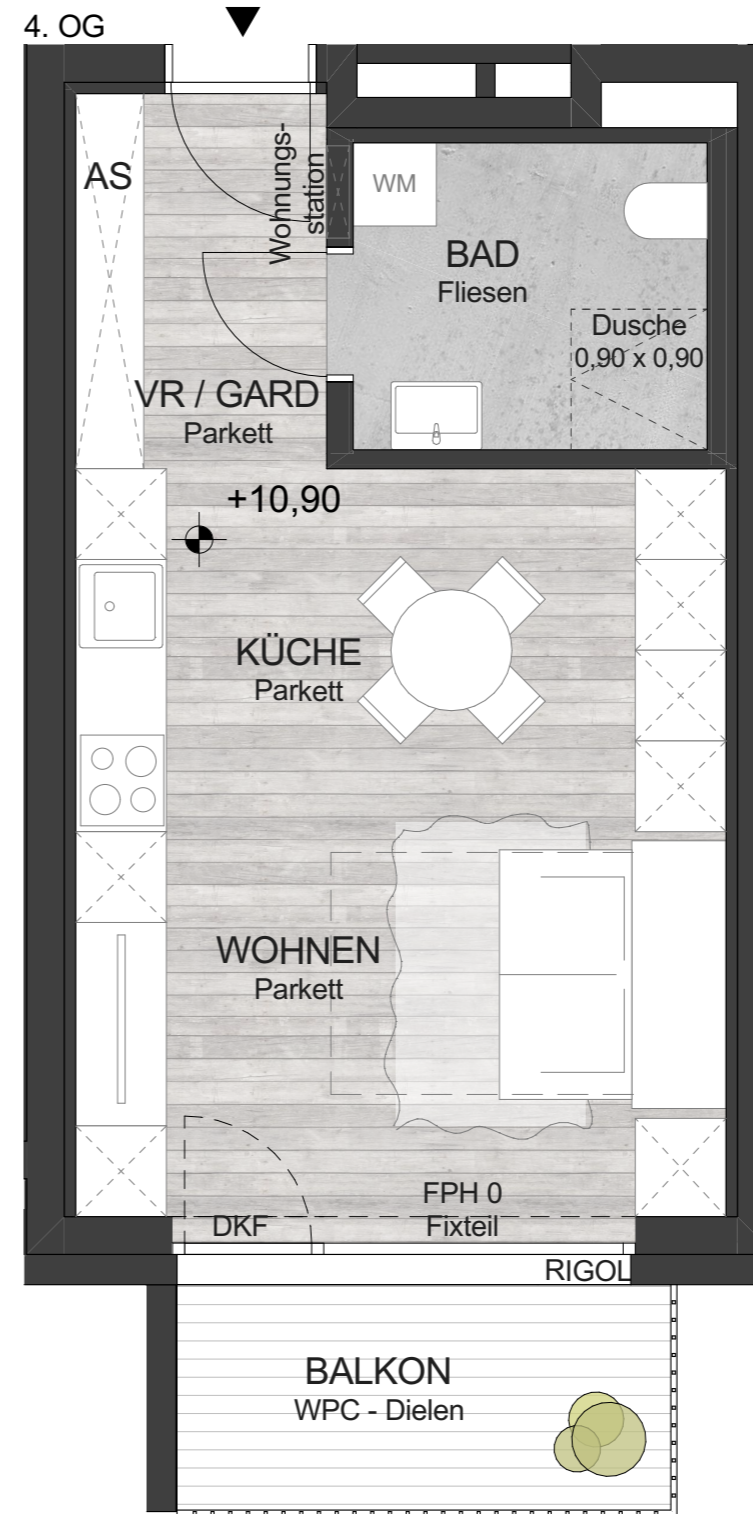 4. OG
AS
Wohnungs-
station
WM
BAD
Fliesen
Dusche
0,90 x 0,90
VR / GARD
Parkett
+10,90
KÜCHE
Parkett
WOHNEN
Parkett
FPH 0
DKF
Fixteil
RIGOL
BALKON
WPC - Dielen